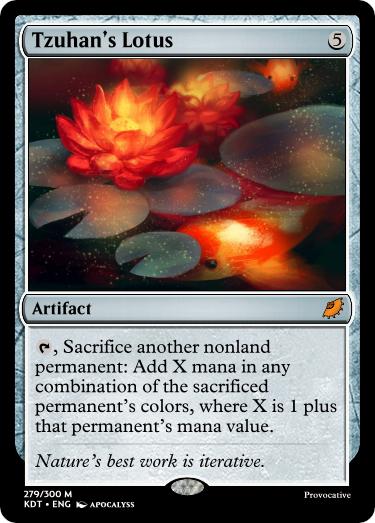 Tzuhan's Lotus 5
Artifact
, Sacrifice another nonland
permanent: Add X mana in any
combination of the sacrificed
permanent's colors, where X is 1 plus
that permanent's mana value.
Nature's best work is iterative.
279/300 M
KDT • ENG APOCALYPSE
Provocative